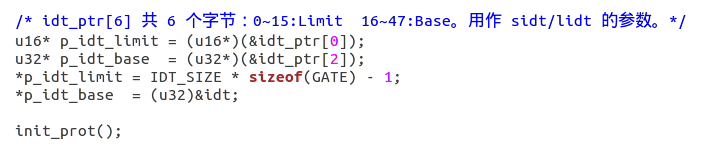 /* idt_ptr[6] 共 6 个字节：0~15:Limit  16~47:Base。用作 sidt/lidt 的参数。*/
u16* p_idt_limit = (u16*)(&idt_ptr[0]);
u32* p_idt_base  = (u32*)(&idt_ptr[2]);
*p_idt_limit = IDT_SIZE * sizeof(GATE) - 1;
*p_idt_base  = (u32)&idt;
init_prot();